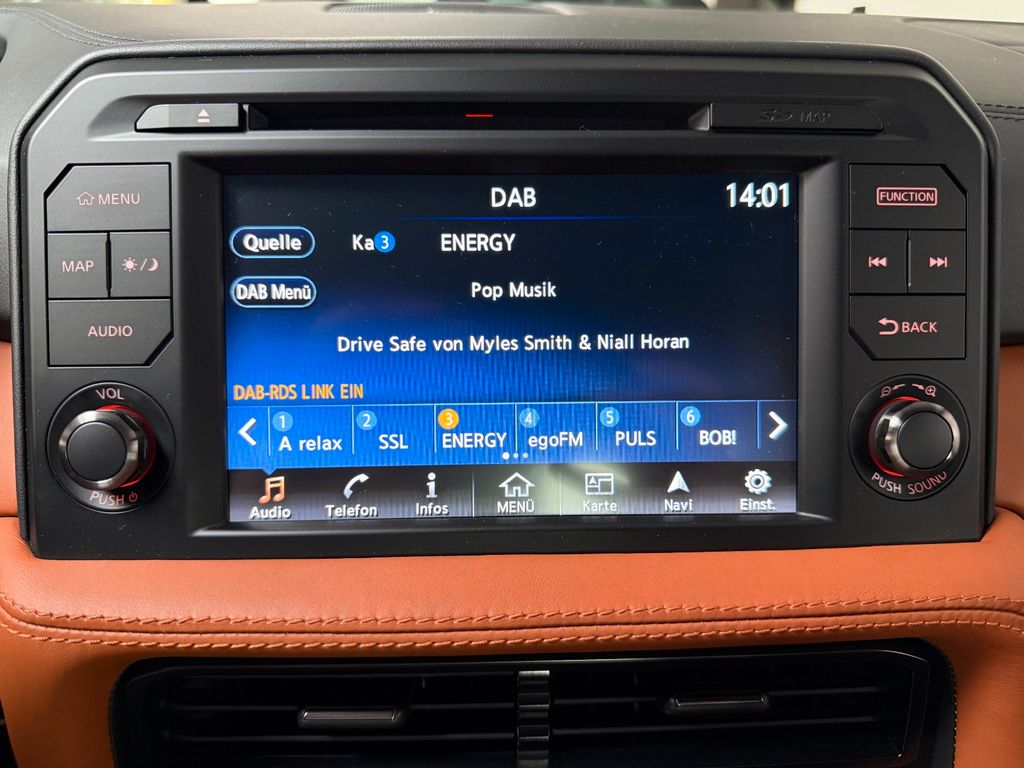 MAP
MENU
MAP
AUDIO
VOL
PUSH
FUNCTION
BACK
PUSH SOUND
DAB
14:01
Quelle
Ka 3
ENERGY
DAB Menü
Pop Musik
Drive Safe von Myles Smith & Niall Horan
DAB-RDS LINK EIN
1 A relax
2 SSL
3 ENERGY
4 egoFM
5 PULS
6 BOB!
Audio
Telefon
Infos
MENÜ
Karte
Navi
Einst.